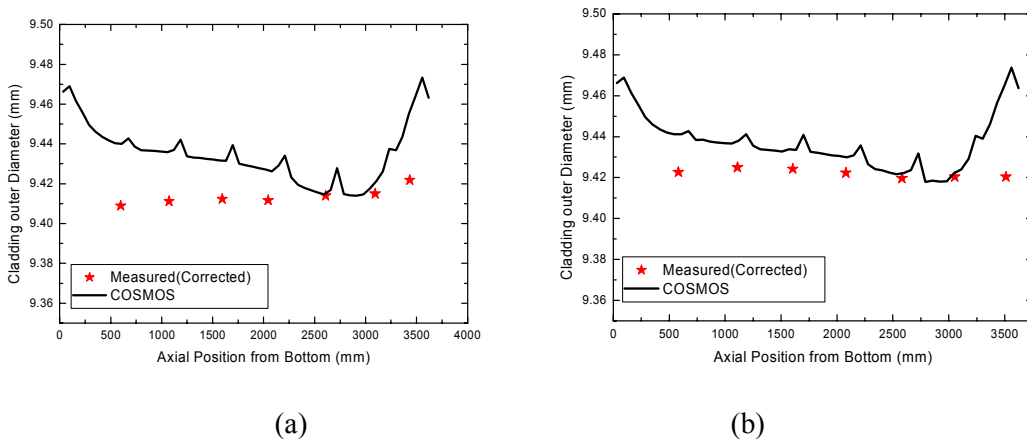 9.50
9.48
9.46
9.44
9.42
9.40
9.38
9.36
Cladding outer Diameter (mm)
Measured(Corrected)
COSMOS
0 500 1000 1500 2000 2500 3000 3500 4000
Axial Position from Bottom (mm)
(a)
9.50
9.48
9.46
9.44
9.42
9.40
9.38
9.36
Cladding outer Diameter (mm)
Measured(Corrected)
COSMOS
0 500 1000 1500 2000 2500 3000 3500
Axial Position from Bottom (mm)
(b)